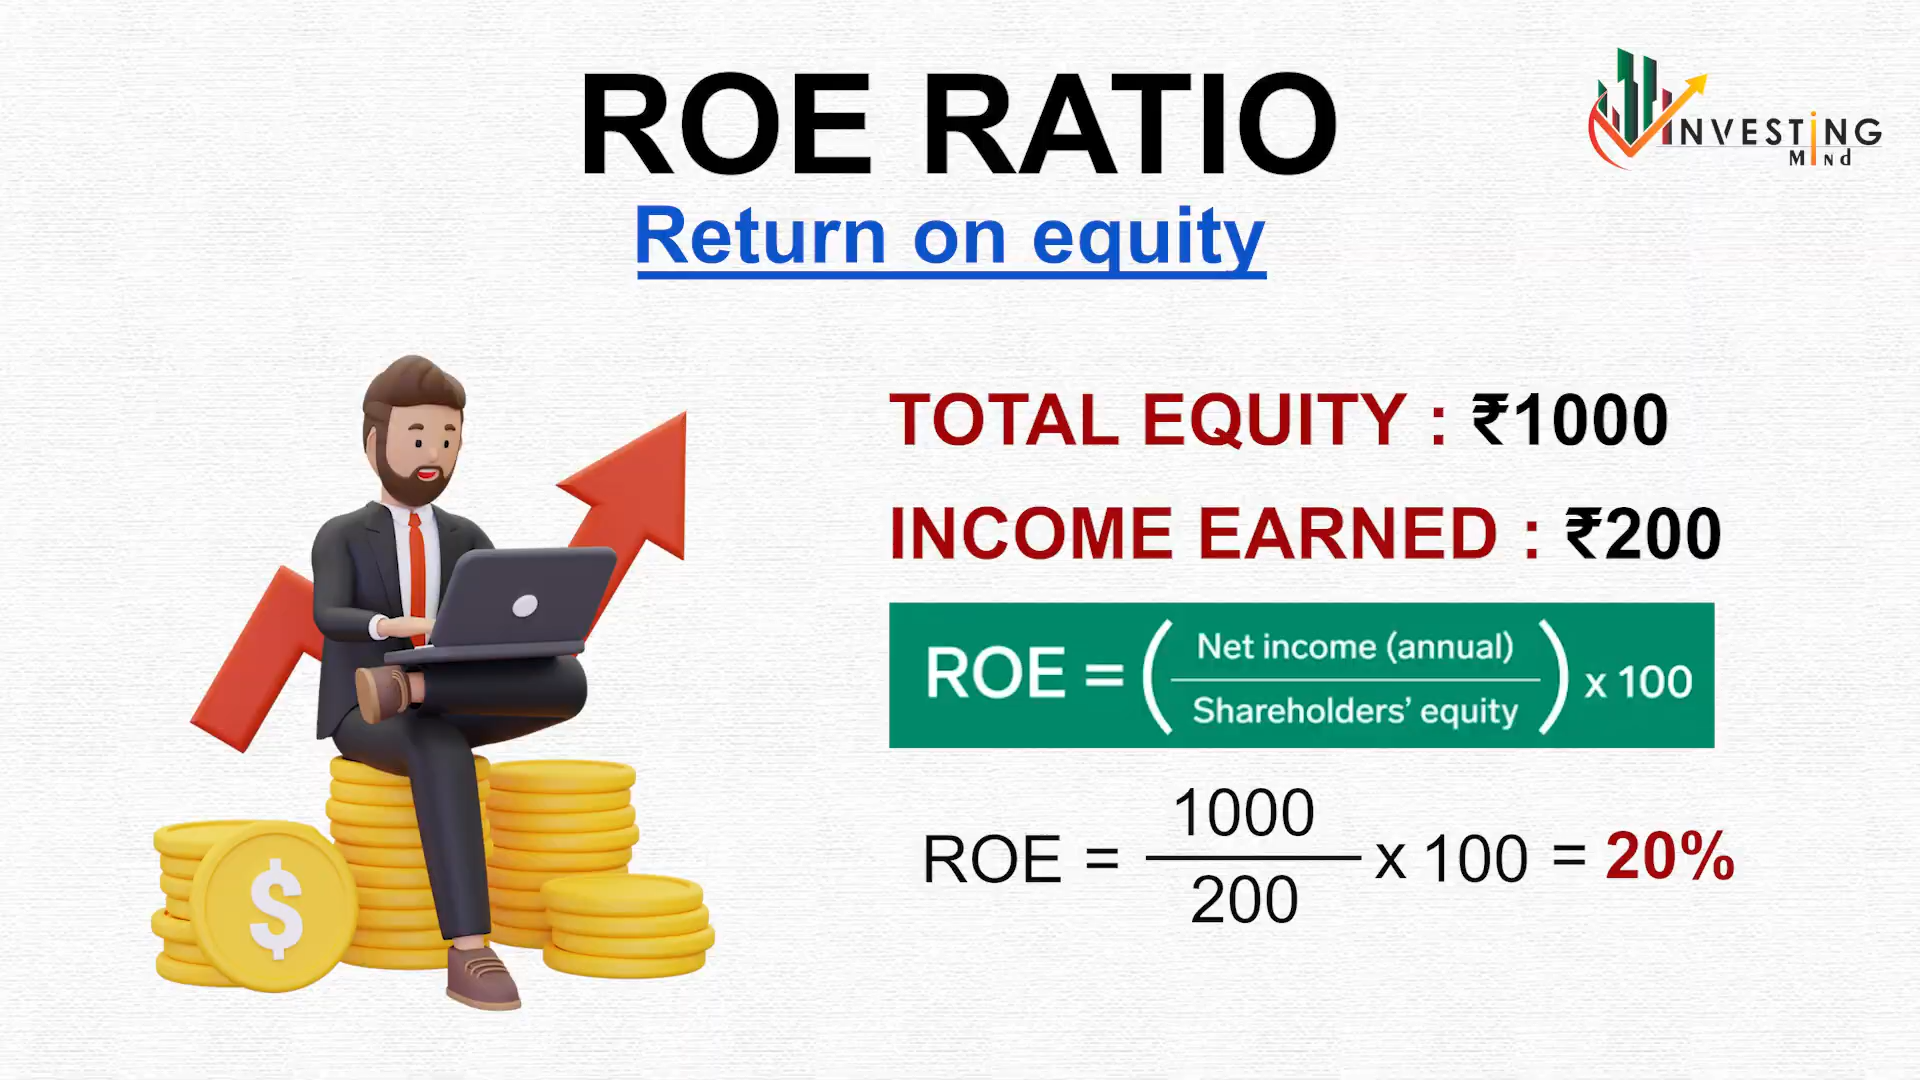 ROE RATIO
Return on equity
INVESTiNG
MInd
TOTAL EQUITY : ₹1000
INCOME EARNED : ₹200
ROE = ( Net income (annual) / Shareholders' equity ) x 100
ROE = 1000 / 200 x 100 = 20%
$